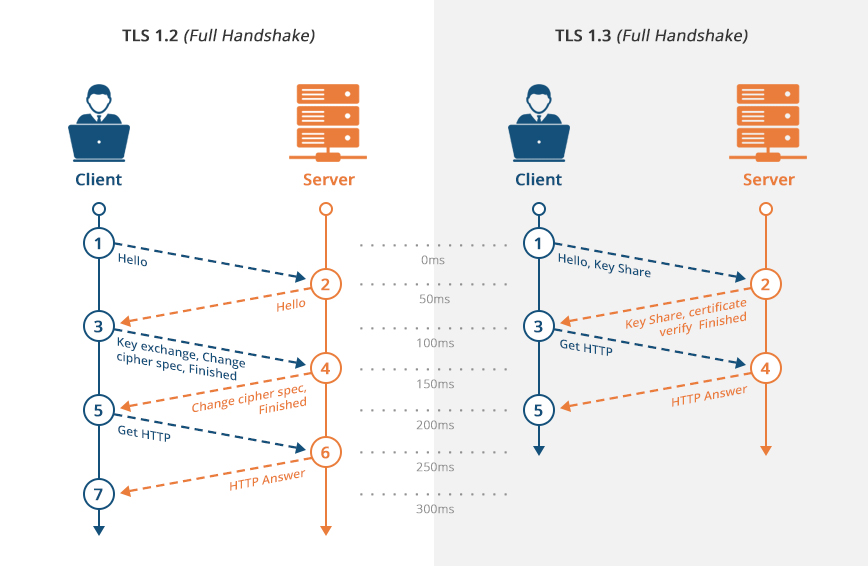 TLS 1.2 (Full Handshake)
Client
Server
1
Hello
2
Hello
3
Key exchange, Change
cipher spec, Finished
4
Change cipher spec,
Finished
5
Get HTTP
6
HTTP Answer
7
0ms
50ms
100ms
150ms
200ms
250ms
300ms
TLS 1.3 (Full Handshake)
Client
Server
1
Hello, Key Share
2
Key Share, certificate
verify Finished
3
Get HTTP
4
HTTP Answer
5